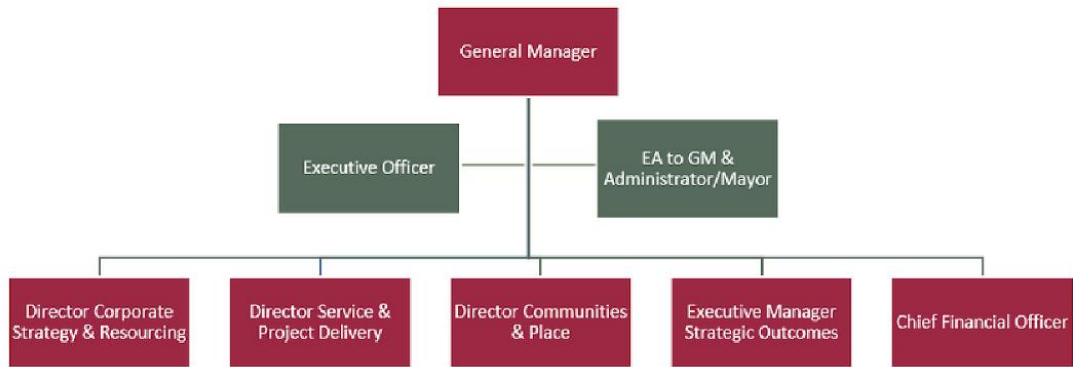 General Manager
Executive Officer
EA to GM &
Administrator/Mayor
Director Corporate
Strategy & Resourcing
Director Service &
Project Delivery
Director Communities
& Place
Executive Manager
Strategic Outcomes
Chief Financial Officer